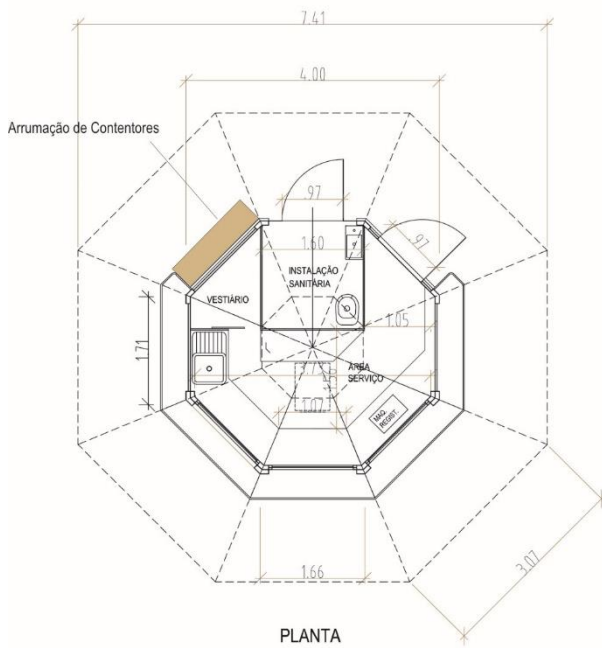 7.41
4.00
Arrumação de Contentores
.97
.97
1.60
INSTALAÇÃO
SANITÁRIA
VESTIÁRIO
1.05
1.71
ÁREA
SERVIÇO
1.07
MAQ.
REGIST.
3.07
1.66
PLANTA